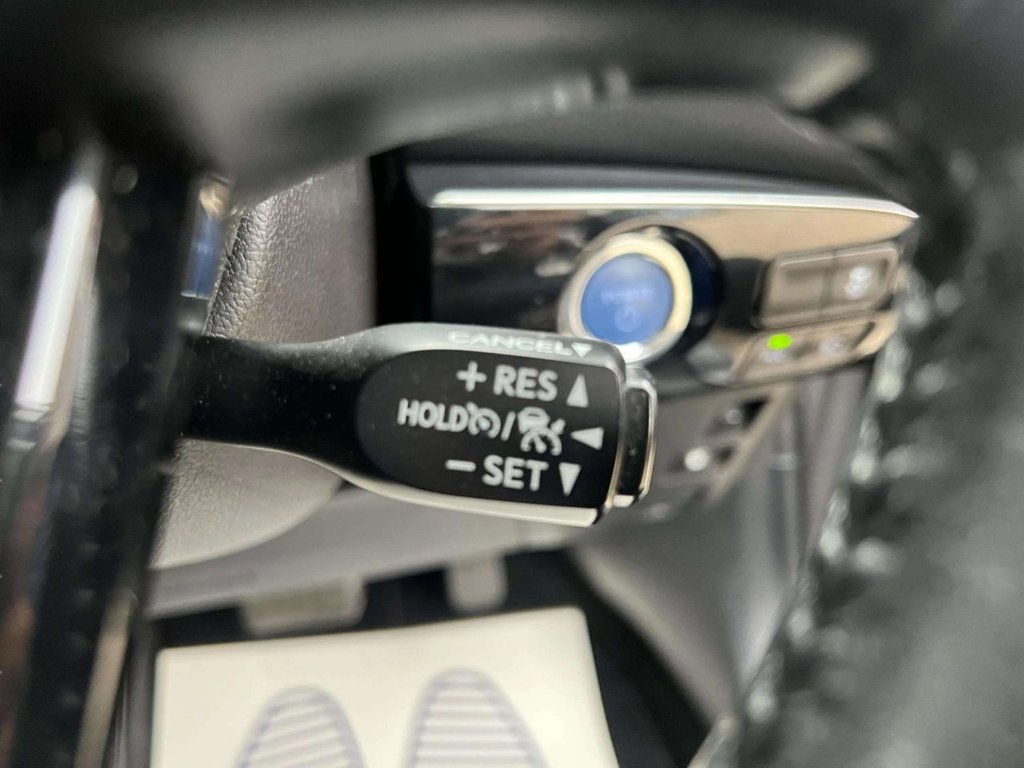 CANCEL▼
+ RES ▲
HOLD / ◀
− SET ▼